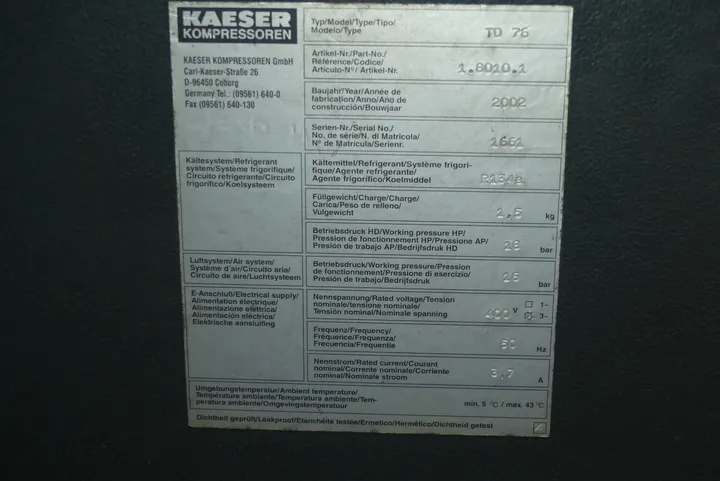 KAESER
KOMPRESSOREN
KAESER KOMPRESSOREN GmbH
Carl-Kaeser-Straße 26
D-96450 Coburg
Germany Tel.: (09561) 640-0
Fax (09561) 640-130
Typ/Model/Type/Tipo/
Modelo/Type
TD 76
Artikel-Nr./Part-No./
Référence/Codice/
Articulo-Nº/ Artikel-Nr.
1.8010.1
Baujahr/Year/Année de
fabrication/Anno/Año de
construcción/Bouwjaar
2002
Serien-Nr./Serial No./
No. de série/N. di Matricola/
Nº de Matricula/Serienr.
1661
Kältesystem/Refrigerant
system/Système frigorifique/
Circuito refrigerante/Circuito
frigorífico/Koelsysteem
Kältemittel/Refrigerant/Système frigori-
fique/Agente refrigerante/
Agente frigorífico/Koelmiddel
R134a
Füllgewicht/Charge/Charge/
Carica/Peso de relleno/
Vulgewicht
1,5 kg
Betriebsdruck HD/Working pressure HP/
Pression de fonctionnement HP/Pressione AP/
Presión de trabajo AP/Bedrijfsdruk HD
bar
Luftsystem/Air system/
Système d'air/Circuito aria/
Circuito de aire/Luchtsysteem
Betriebsdruck/Working pressure/Pression
de fonctionnement/Pressione di esercizio/
Presión de trabajo/Bedrijfsdruk
bar
E-Anschluß/Electrical supply/
Alimentation électrique/
Alimentazione elettrica/
Alimentación eléctrica/
Elektrische aansluiting
Nennspannung/Rated voltage/Tension
nominale/tensione nominale/
Tensión nominal/Nominale spanning
400 V
1~
3~
Frequenz/Frequency/
Fréquence/Frequenza/
Frecuencia/Frequentie
50 Hz
Nennstrom/Rated current/Courant
nominal/Corrente nominale/Corriente
nominal/Nominale stroom
3,7 A
Umgebungstemperatur/Ambient temperature/
Température ambiante/Temperatura ambiente/Tem-
peratura ambiente/Omgevingstemperatuur
min. 5 °C / max. 43 °C
Dichtheit geprüft/Leakproof/Etanchéite testée/Ermetico/Hermético/Dichtheid getest